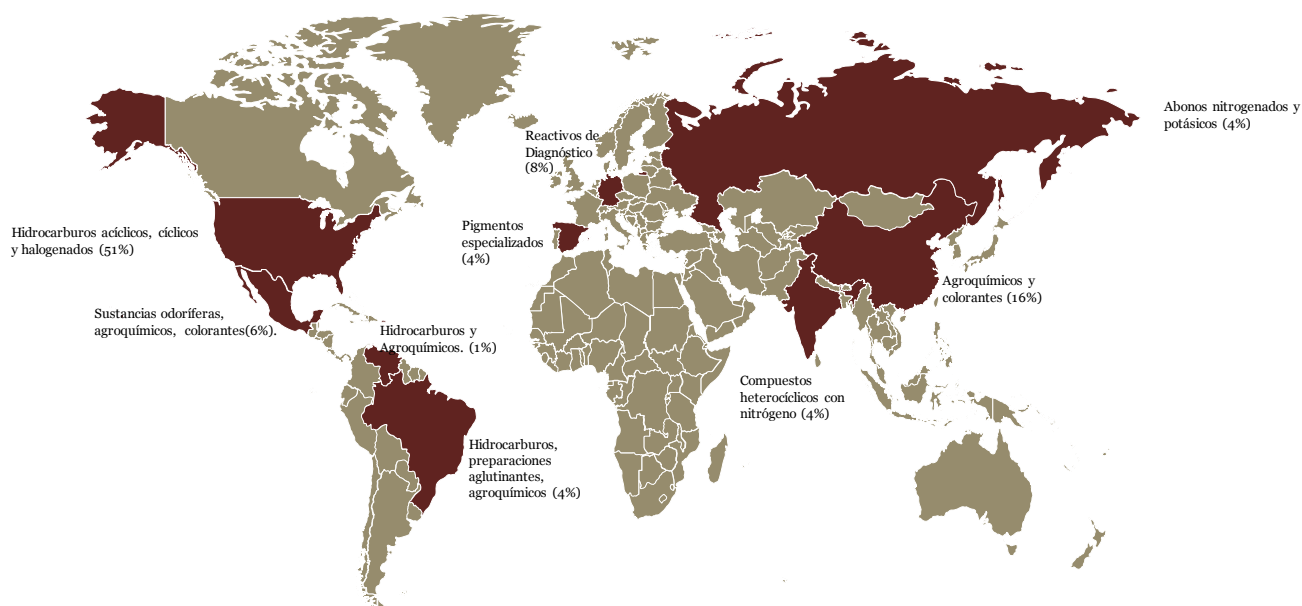 Abonos nitrogenados y
potásicos (4%)
Reactivos de
Diagnóstico
(8%)
Hidrocarburos acíclicos, cíclicos
y halogenados (51%)
Pigmentos
especializados
(4%)
Agroquímicos y
colorantes (16%)
Sustancias odoríferas,
agroquímicos, colorantes(6%).
Hidrocarburos y
Agroquímicos. (1%)
Compuestos
heterocíclicos con
nitrógeno (4%)
Hidrocarburos,
preparaciones
aglutinantes,
agroquímicos (4%)